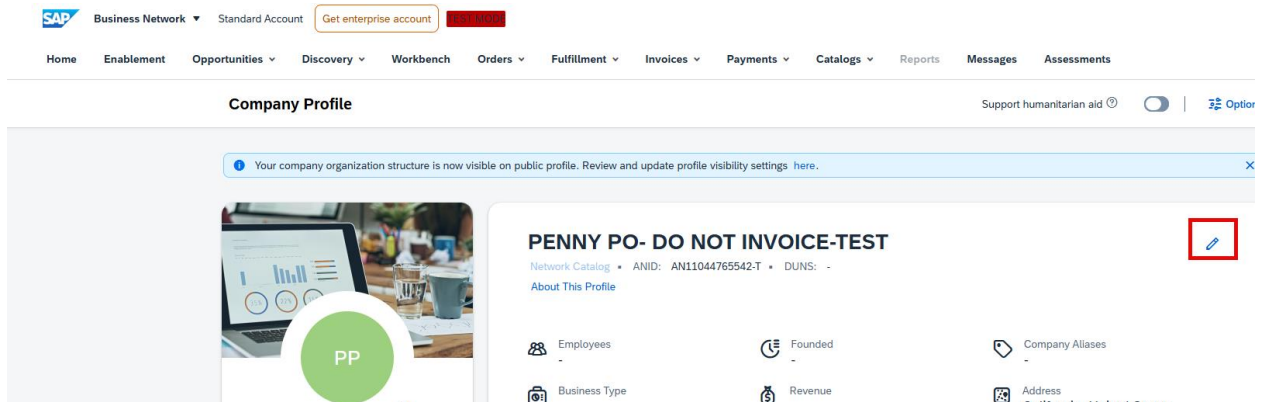 SAP Business Network Standard Account Get enterprise account TEST MODE
Home Enablement Opportunities Discovery Workbench Orders Fulfillment Invoices Payments Catalogs Reports Messages Assessments
Company Profile
Support humanitarian aid
Option
Your company organization structure is now visible on public profile. Review and update profile visibility settings here.
PENNY PO- DO NOT INVOICE-TEST
Network Catalog ▪ ANID: AN11044765542-T ▪ DUNS: -
About This Profile
PP
Employees
-
Founded
-
Company Aliases
-
Business Type
Revenue
Address